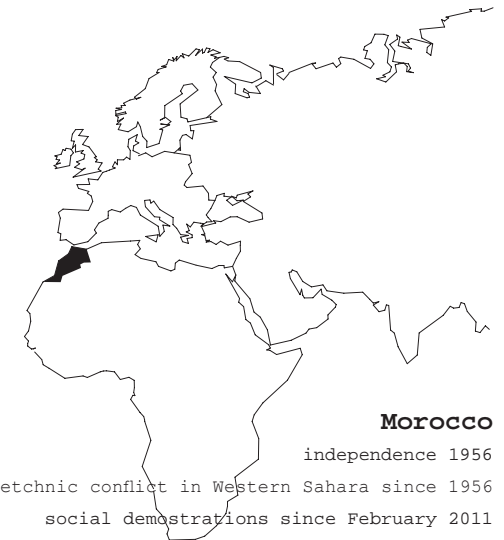 Morocco
independence 1956
etchnic conflict in Western Sahara since 1956
social demostrations since February 2011